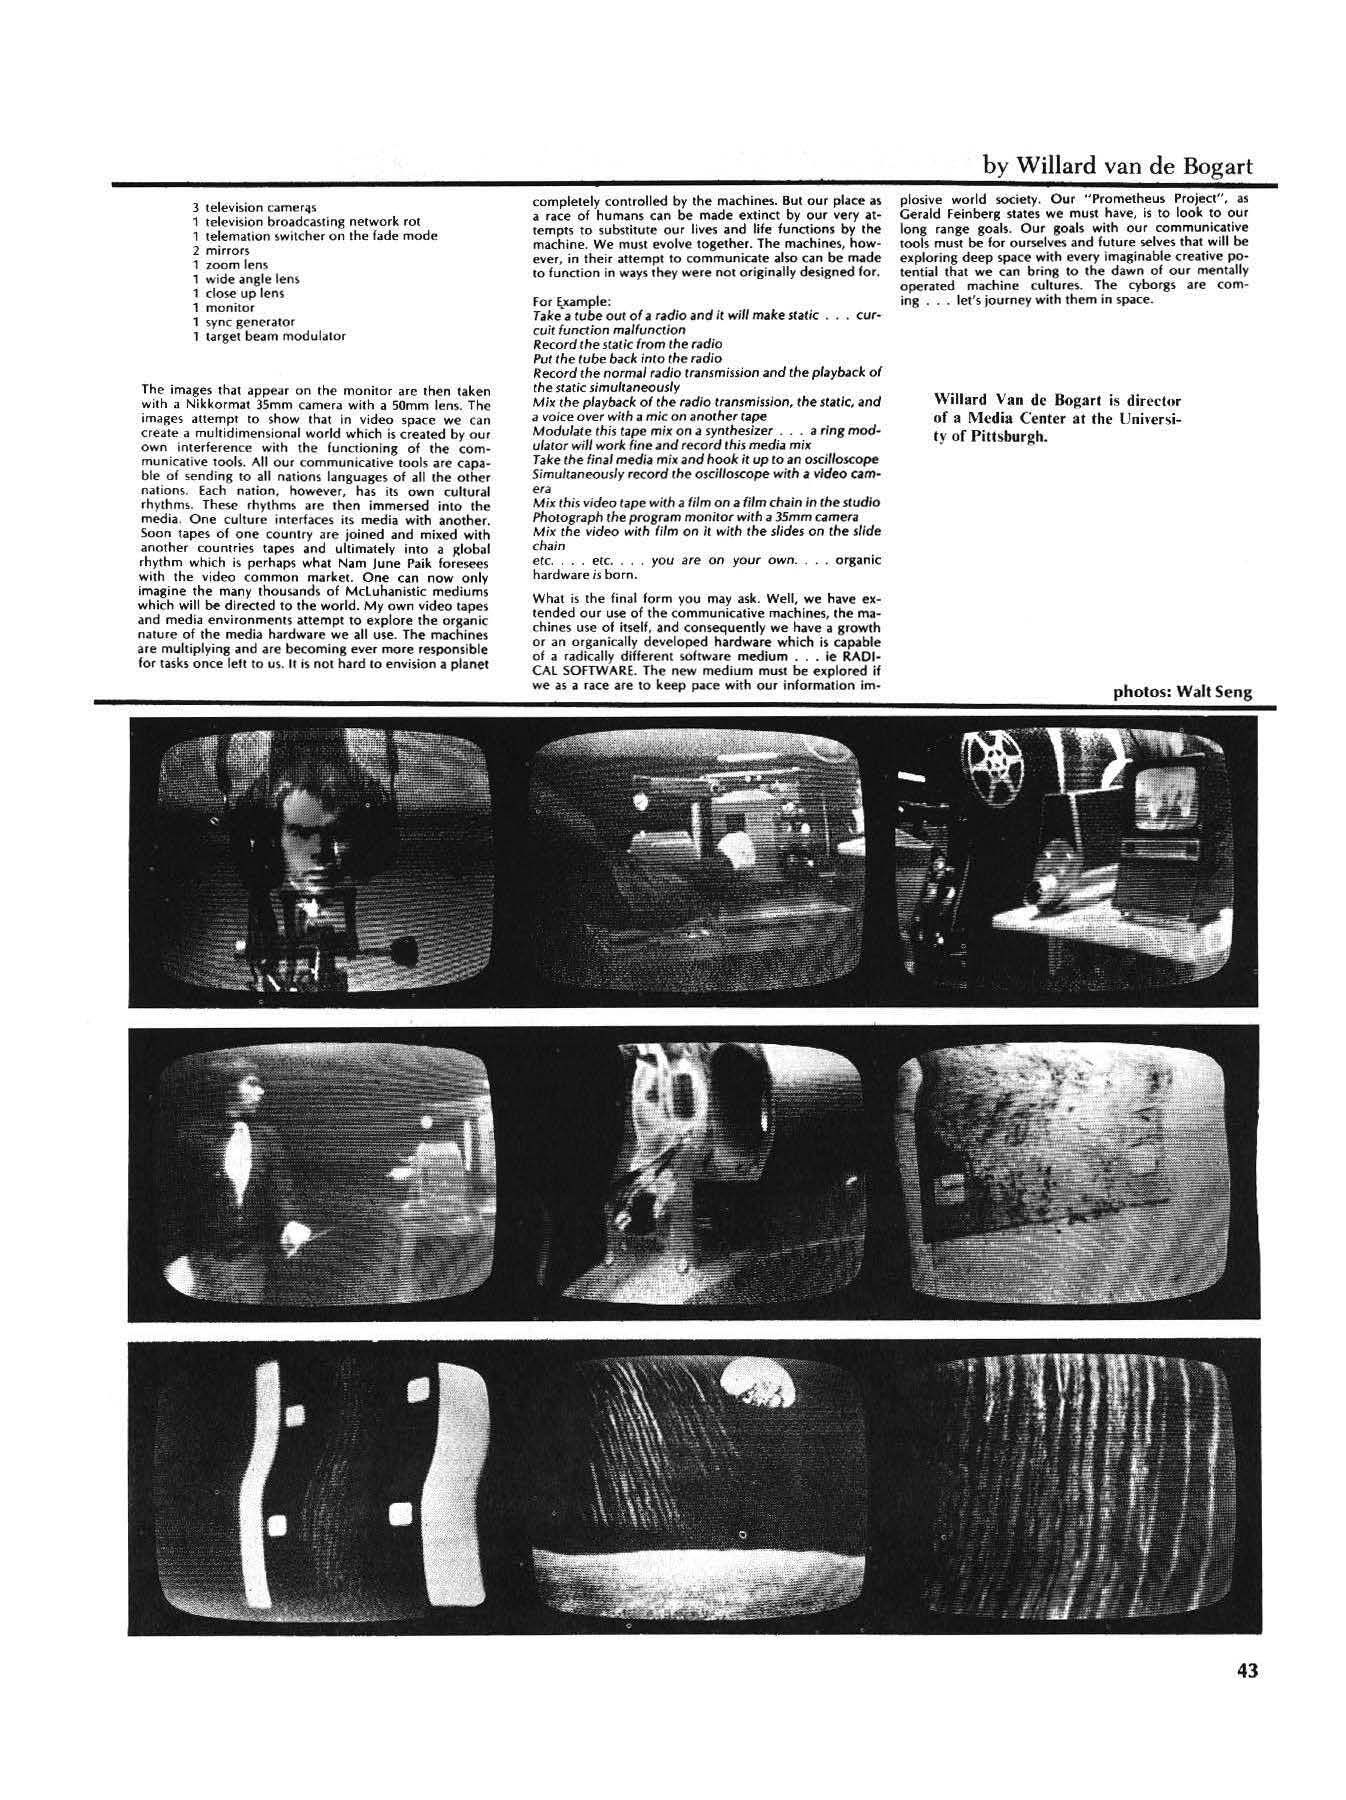 by Willard van de Bogart
3 television cameras
1 television broadcasting network rot
1 telemation switcher on the fade mode
2 mirrors
1 zoom lens
1 wide angle lens
1 close up lens
1 monitor
1 sync generator
1 target beam modulator
The images that appear on the monitor are then taken
with a Nikkormat 35mm camera with a 50mm lens. The
images attempt to show that in video space we can
create a multidimensional world which is created by our
own interference with the functioning of the com-
municative tools. All our communicative tools are capa-
ble of sending to all nations languages of all the other
nations. Each nation, however, has its own cultural
rhythms. These rhythms are then immersed into the
media. One culture interfaces its media with another.
Soon tapes of one country are joined and mixed with
another countries tapes and ultimately into a global
rhythm which is perhaps what Nam June Paik foresees
with the video common market. One can now only
imagine the many thousands of McLuhanistic mediums
which will be directed to the world. My own video tapes
and media environments attempt to explore the organic
nature of the media hardware we all use. The machines
are multiplying and are becoming ever more responsible
for tasks once left to us. It is not hard to envision a planet
completely controlled by the machines. But our place as
a race of humans can be made extinct by our very at-
tempts to substitute our lives and life functions by the
machine. We must evolve together. The machines, how-
ever, in their attempt to communicate also can be made
to function in ways they were not originally designed for.
For Example:
Take a tube out of a radio and it will make static . . . cur-
cuit function malfunction
Record the static from the radio
Put the tube back into the radio
Record the normal radio transmission and the playback of
the static simultaneously
Mix the playback of the radio transmission, the static, and
a voice over with a mic on another tape
Modulate this tape mix on a synthesizer . . . a ring mod-
ulator will work fine and record this media mix
Take the final media mix and hook it up to an oscilloscope
Simultaneously record the oscilloscope with a video cam-
era
Mix this video tape with a film on a film chain in the studio
Photograph the program monitor with a 35mm camera
Mix the video with film on it with the slides on the slide
chain
etc. . . . etc. . . . you are on your own. . . . organic
hardware is born.
What is the final form you may ask. Well, we have ex-
tended our use of the communicative machines, the ma-
chines use of itself, and consequently we have a growth
or an organically developed hardware which is capable
of a radically different software medium . . . ie RADI-
CAL SOFTWARE. The new medium must be explored if
we as a race are to keep pace with our information im-
plosive world society. Our "Prometheus Project", as
Gerald Feinberg states we must have, is to look to our
long range goals. Our goals with our communicative
tools must be for ourselves and future selves that will be
exploring deep space with every imaginable creative po-
tential that we can bring to the dawn of our mentally
operated machine cultures. The cyborgs are com-
ing . . . let's journey with them in space.
Willard Van de Bogart is director
of a Media Center at the Universi-
ty of Pittsburgh.
photos: Walt Seng
43